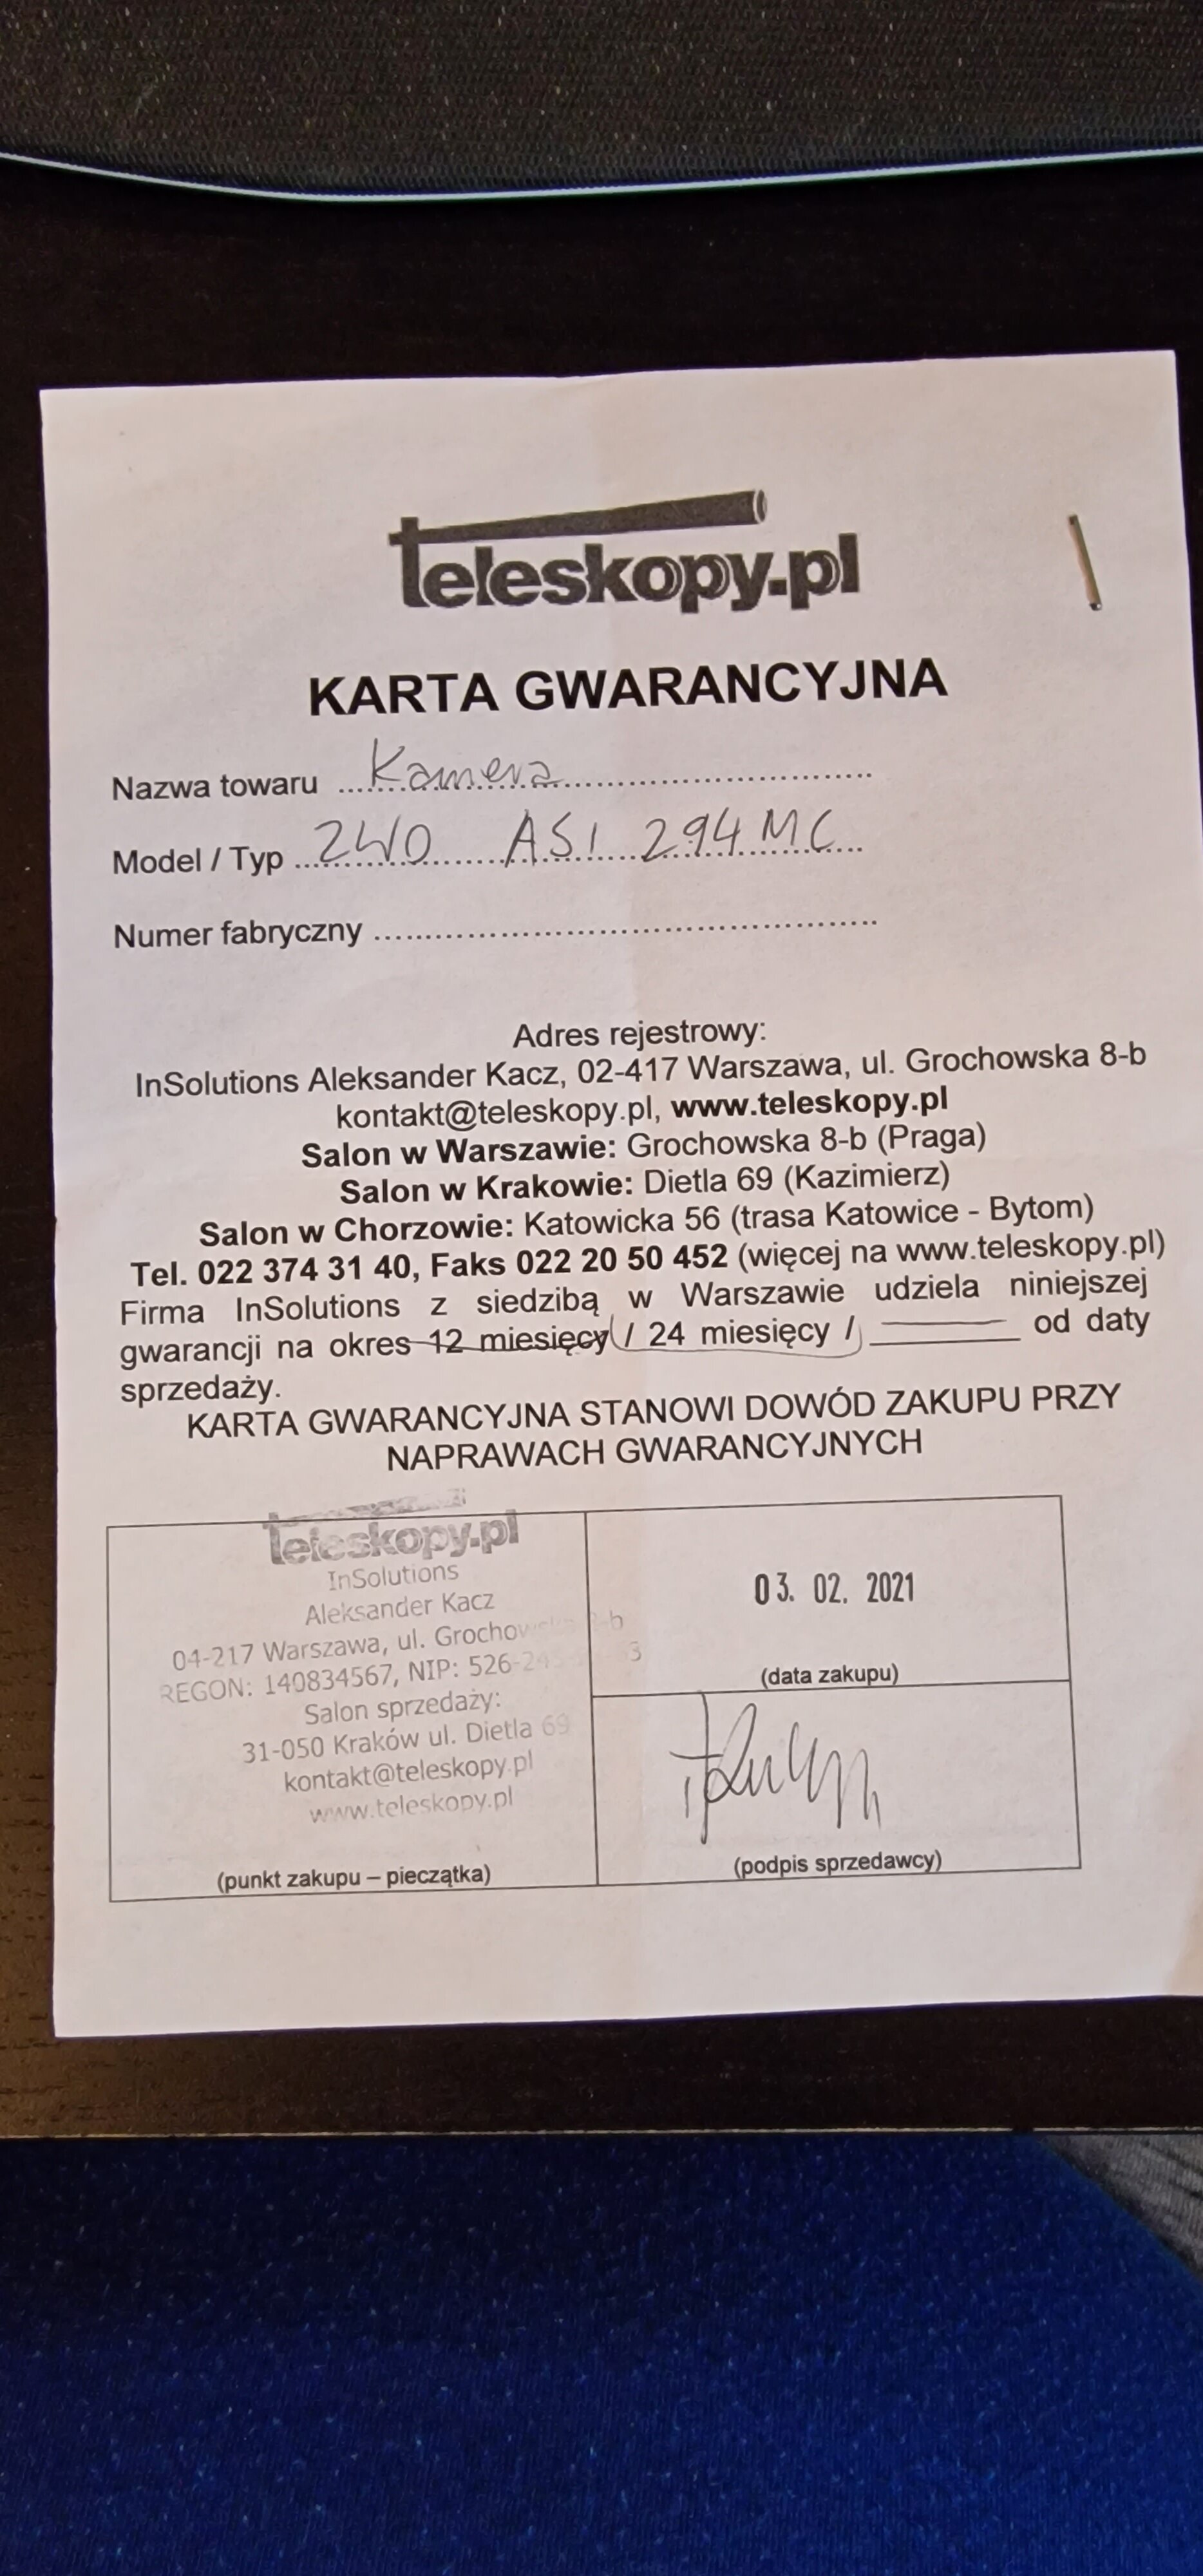 teleskopy.pl
KARTA GWARANCYJNA
Nazwa towaru Kamera
Model / Typ ZWO ASI 294MC
Numer fabryczny
Adres rejestrowy:
InSolutions Aleksander Kacz, 02-417 Warszawa, ul. Grochowska 8-b
kontakt@teleskopy.pl, www.teleskopy.pl
Salon w Warszawie: Grochowska 8-b (Praga)
Salon w Krakowie: Dietla 69 (Kazimierz)
Salon w Chorzowie: Katowicka 56 (trasa Katowice - Bytom)
Tel. 022 374 31 40, Faks 022 20 50 452 (więcej na www.teleskopy.pl)
Firma InSolutions z siedzibą w Warszawie udziela niniejszej
gwarancji na okres 12 miesięcy / 24 miesięcy / od daty
sprzedaży.
KARTA GWARANCYJNA STANOWI DOWÓD ZAKUPU PRZY
NAPRAWACH GWARANCYJNYCH
teleskopy.pl
InSolutions
Aleksander Kacz
04-217 Warszawa, ul. Grochowska 8-b
REGON: 140834567, NIP:
Salon sprzedaży:
31-050 Kraków ul. Dietla 69
kontakt@teleskopy.pl
www.teleskopy.pl
(punkt zakupu – pieczątka)
03. 02. 2021
(data zakupu)
(podpis sprzedawcy)